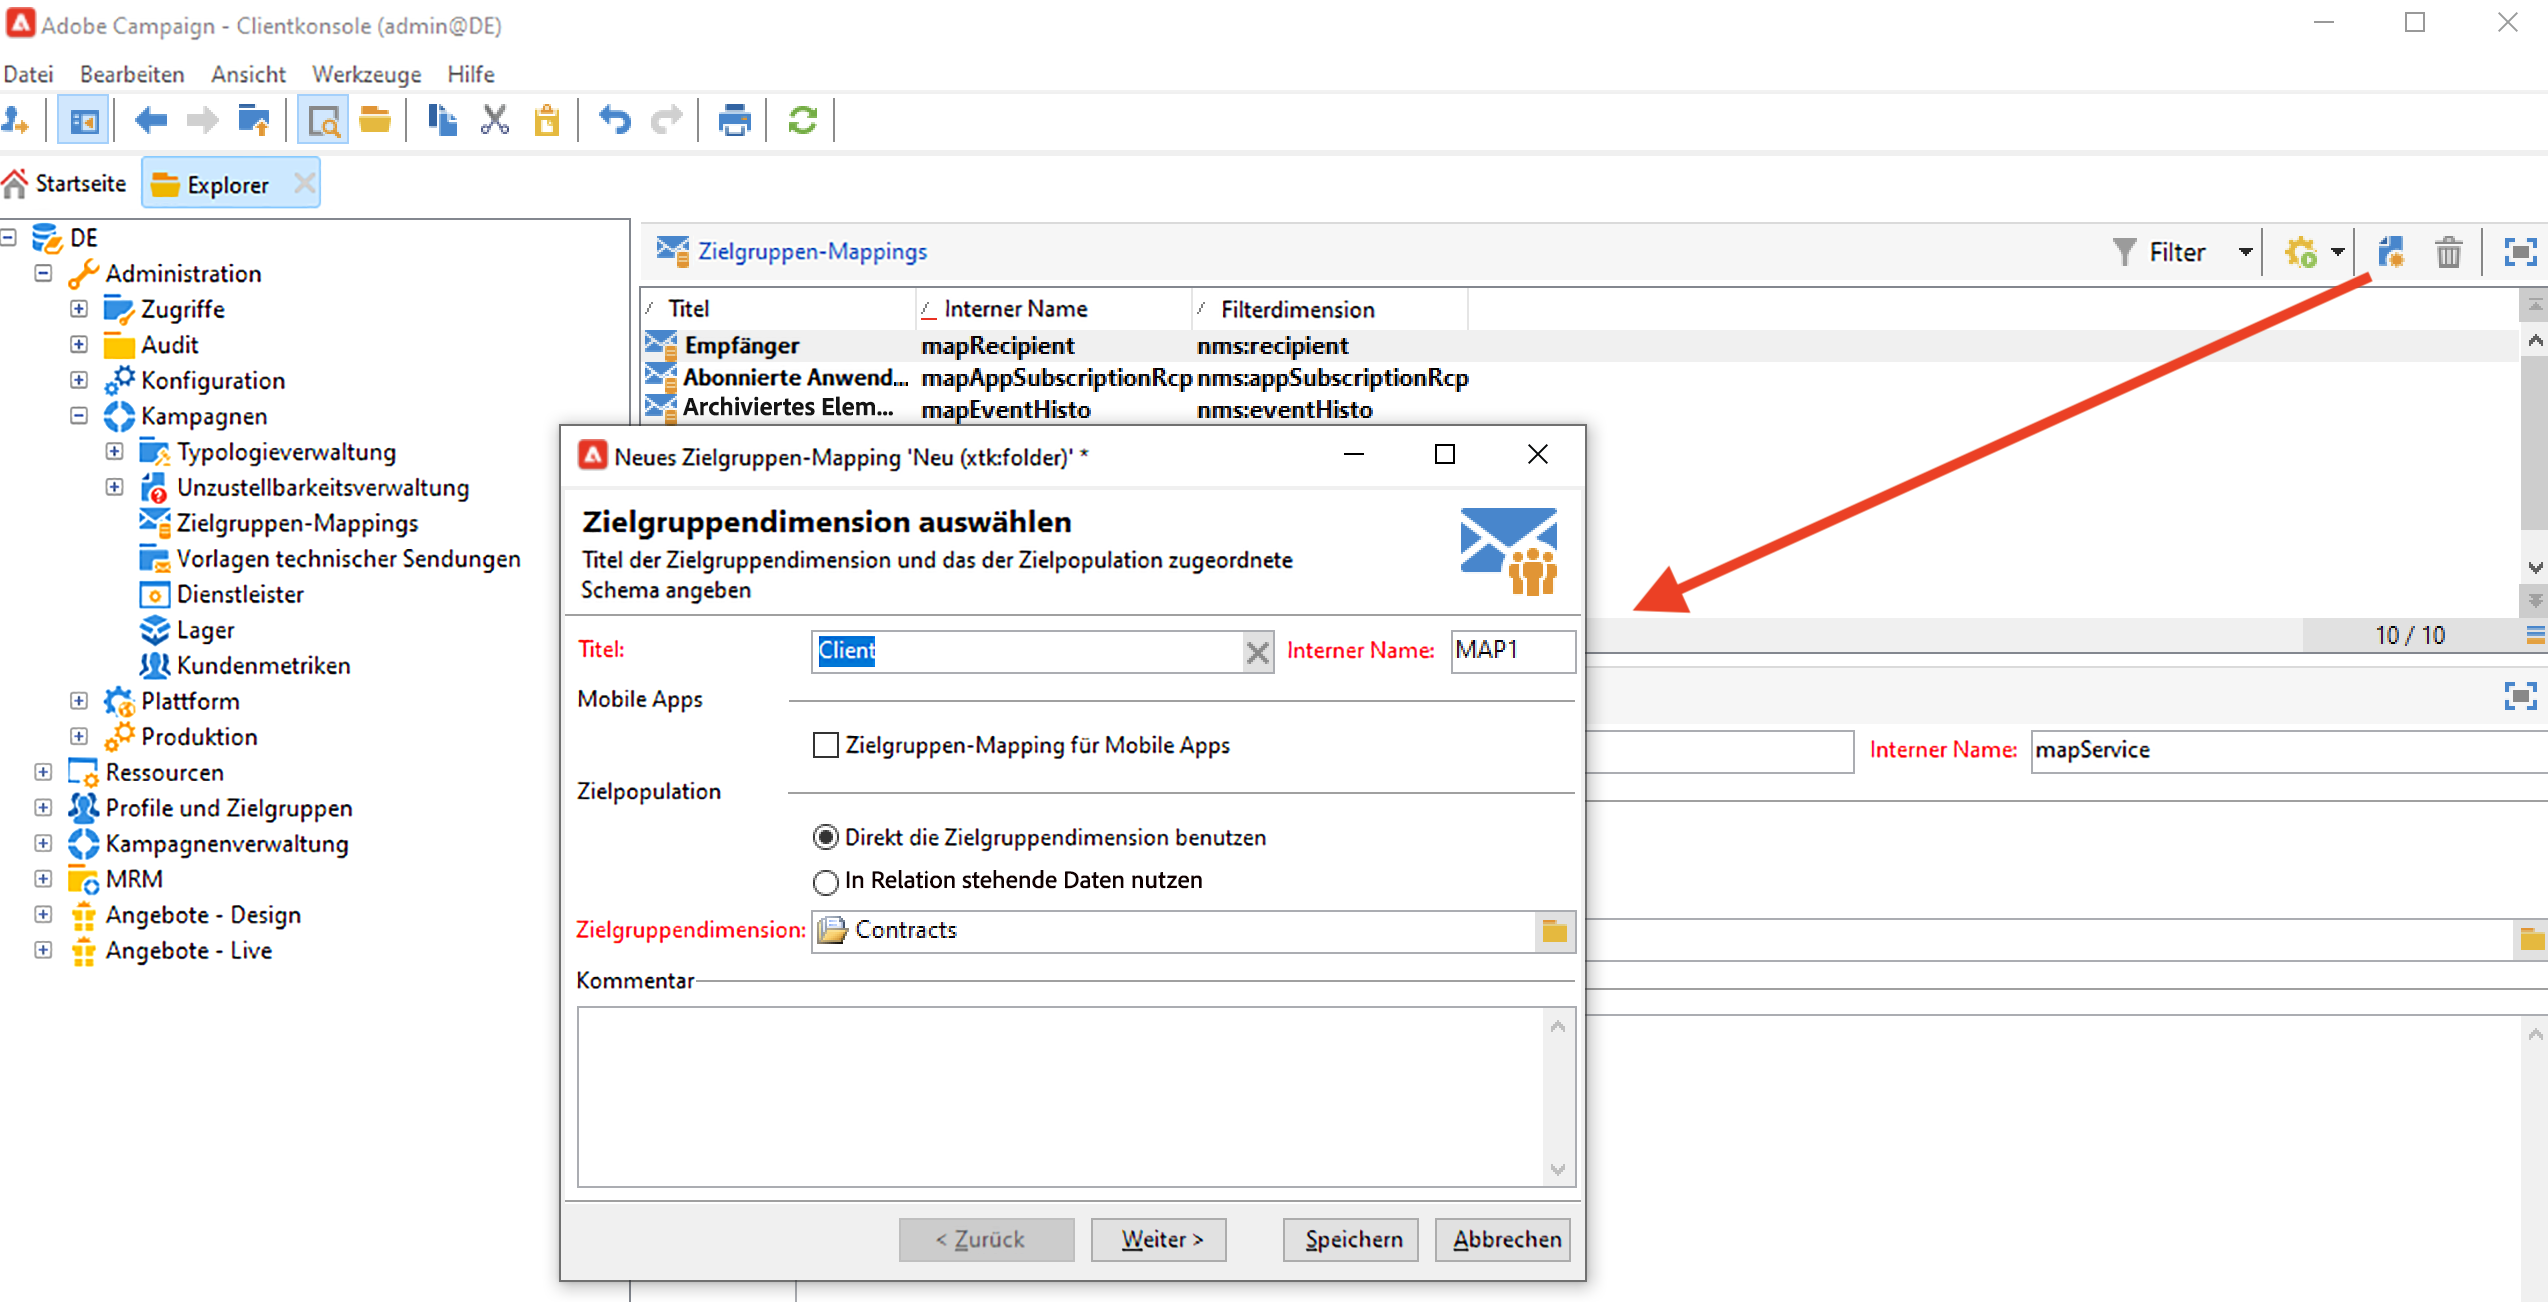 Adobe Campaign - Clientkonsole (admin@DE)
Datei Bearbeiten Ansicht Werkzeuge Hilfe
Startseite Explorer
DE
Administration
Zugriffe
Audit
Konfiguration
Kampagnen
Typologieverwaltung
Unzustellbarkeitsverwaltung
Zielgruppen-Mappings
Vorlagen technischer Sendungen
Dienstleister
Lager
Kundenmetriken
Plattform
Produktion
Ressourcen
Profile und Zielgruppen
Kampagnenverwaltung
MRM
Angebote - Design
Angebote - Live
Zielgruppen-Mappings Filter
Titel Interner Name Filterdimension
Empfänger mapRecipient nms:recipient
Abonnierte Anwend... mapAppSubscriptionRcp nms:appSubscriptionRcp
Archiviertes Elem... mapEventHisto nms:eventHisto
10 / 10
Interner Name: mapService
Neues Zielgruppen-Mapping 'Neu (xtk:folder)' *
Zielgruppendimension auswählen
Titel der Zielgruppendimension und das der Zielpopulation zugeordnete
Schema angeben
Titel: Client Interner Name: MAP1
Mobile Apps
Zielgruppen-Mapping für Mobile Apps
Zielpopulation
Direkt die Zielgruppendimension benutzen
In Relation stehende Daten nutzen
Zielgruppendimension: Contracts
Kommentar
< Zurück Weiter > Speichern Abbrechen